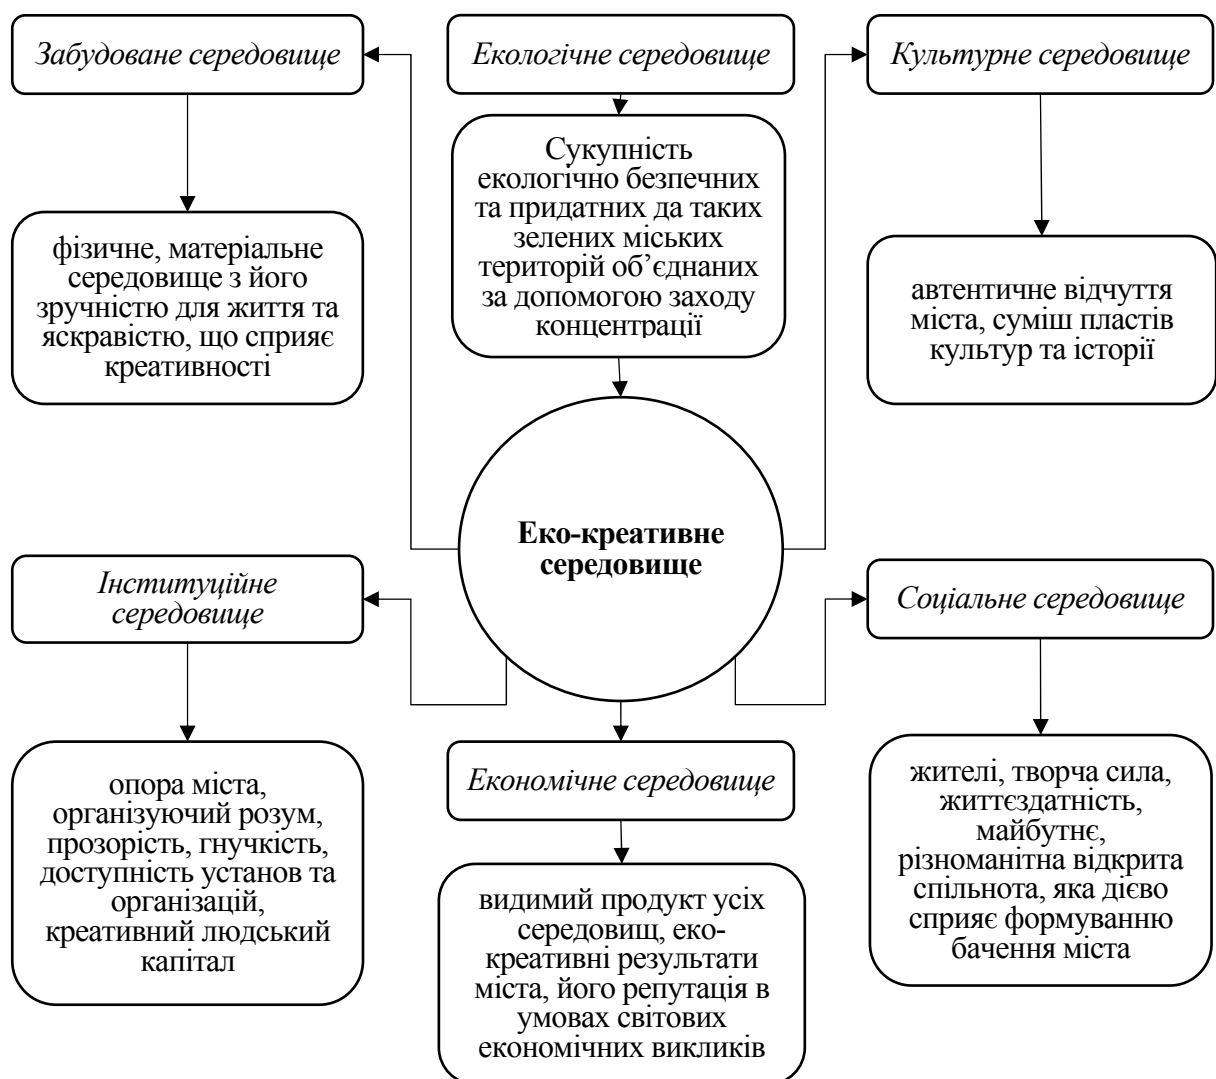 Забудоване середовище
Екологічне середовище
Культурне середовище
фізичне, матеріальне
середовище з його
зручністю для життя та
яскравістю, що сприяє
креативності
Сукупність
екологічно безпечних
та придатних да таких
зелених міських
територій об’єднаних
за допомогою заходу
концентрації
автентичне відчуття
міста, суміш пластів
культур та історії
Еко-креативне
середовище
Інституційне
середовище
Соціальне середовище
опора міста,
організуючий розум,
прозорість, гнучкість,
доступність установ та
організацій,
креативний людський
капітал
Економічне середовище
видимий продукт усіх
середовищ, еко-
креативні результати
міста, його репутація в
умовах світових
економічних викликів
жителі, творча сила,
життєздатність,
майбутнє,
різноманітна відкрита
спільнота, яка дієво
сприяє формуванню
бачення міста